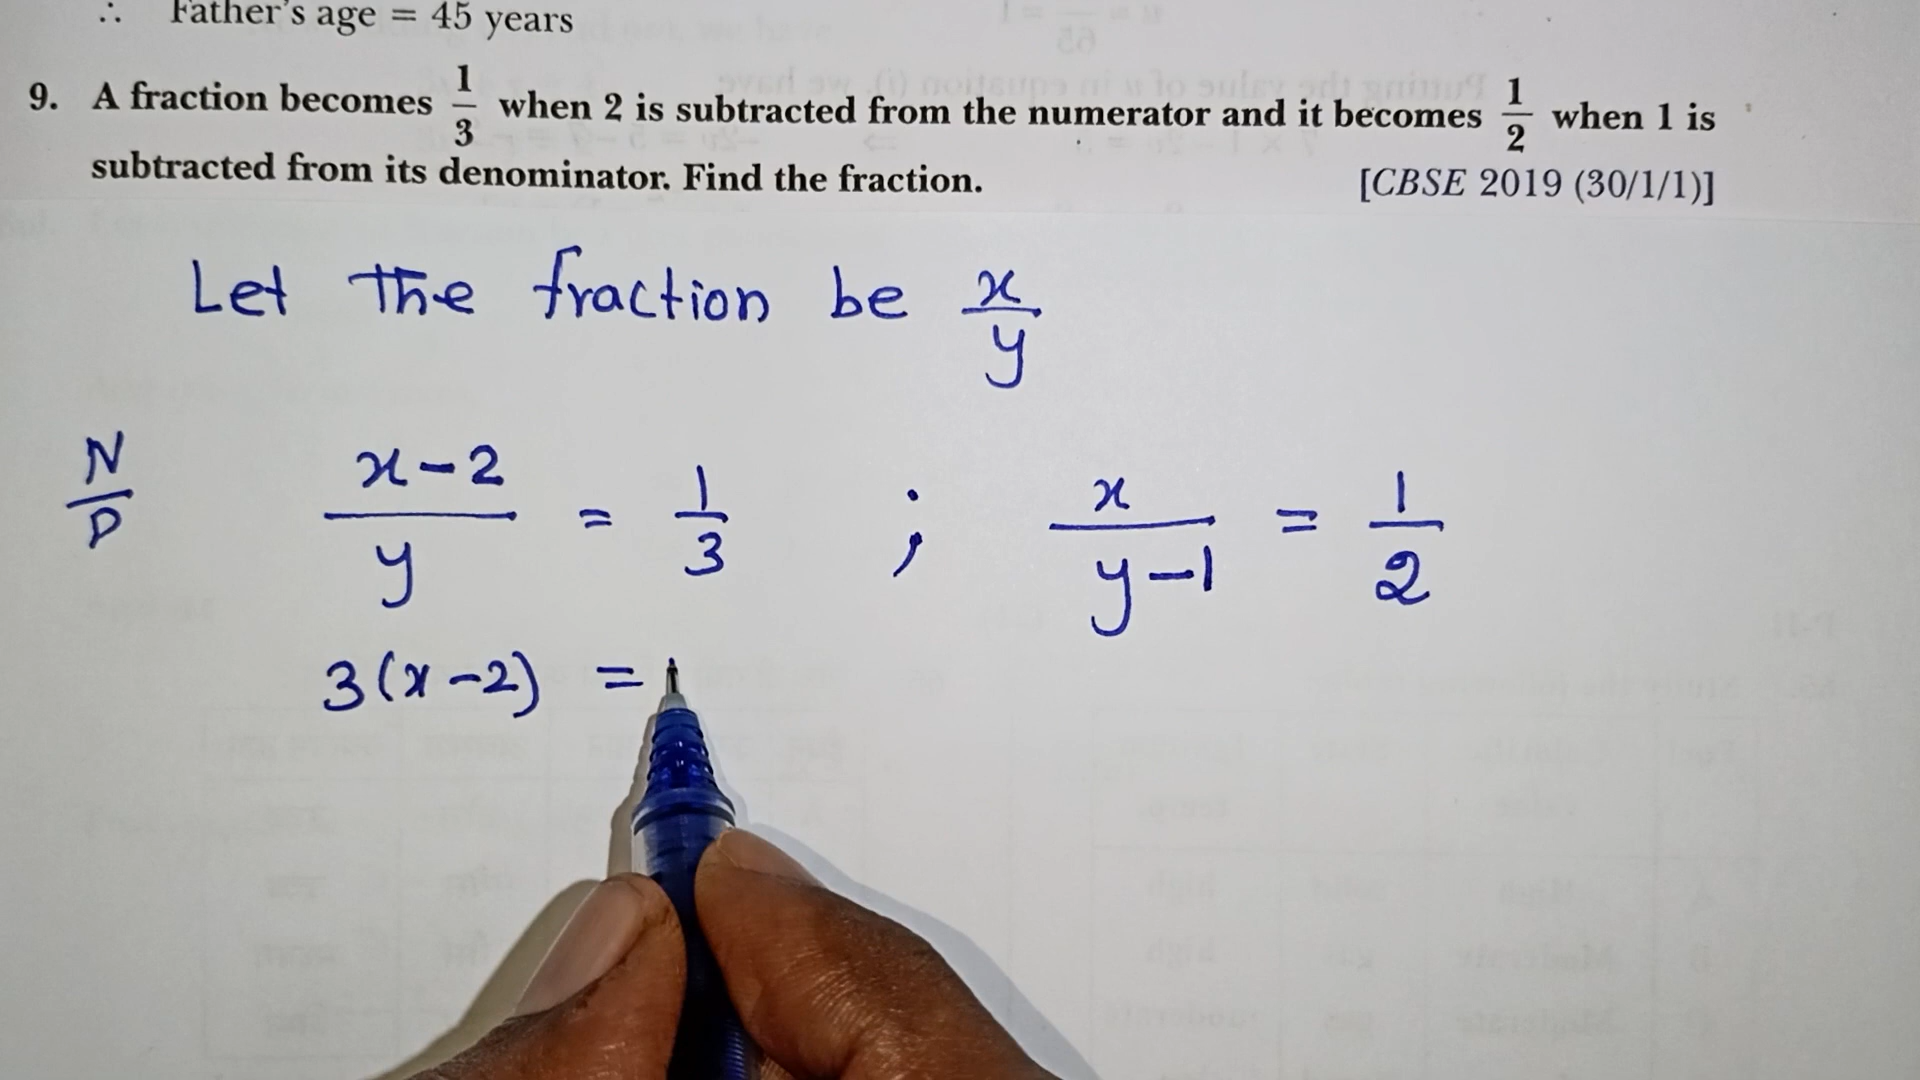 ∴ Father's age = 45 years
9. A fraction becomes 1/3 when 2 is subtracted from the numerator and it becomes 1/2 when 1 is
subtracted from its denominator. Find the fraction. [CBSE 2019 (30/1/1)]
Let the fraction be x/y
N/D (x-2)/y = 1/3 ; x/(y-1) = 1/2
3(x-2) =